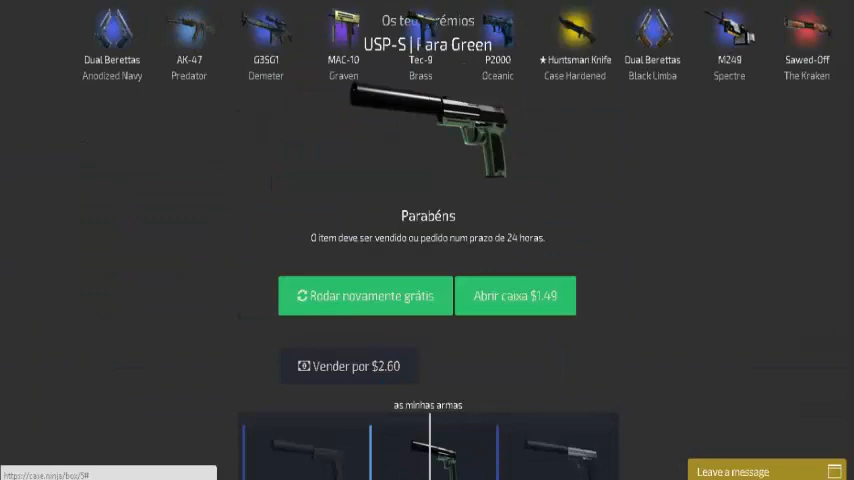 Os teus prémios
USP-S | Para Green
Dual Berettas
Anodized Navy
AK-47
Predator
G3SG1
Demeter
MAC-10
Graven
Tec-9
Brass
P2000
Oceanic
★ Huntsman Knife
Case Hardened
Dual Berettas
Black Limba
M249
Spectre
Sawed-Off
The Kraken
Parabéns
O item deve ser vendido ou pedido num prazo de 24 horas.
Rodar novamente grátis
Abrir caixa $1.49
Vender por $2.60
as minhas armas
https://case.ninja/box/5#
Leave a message